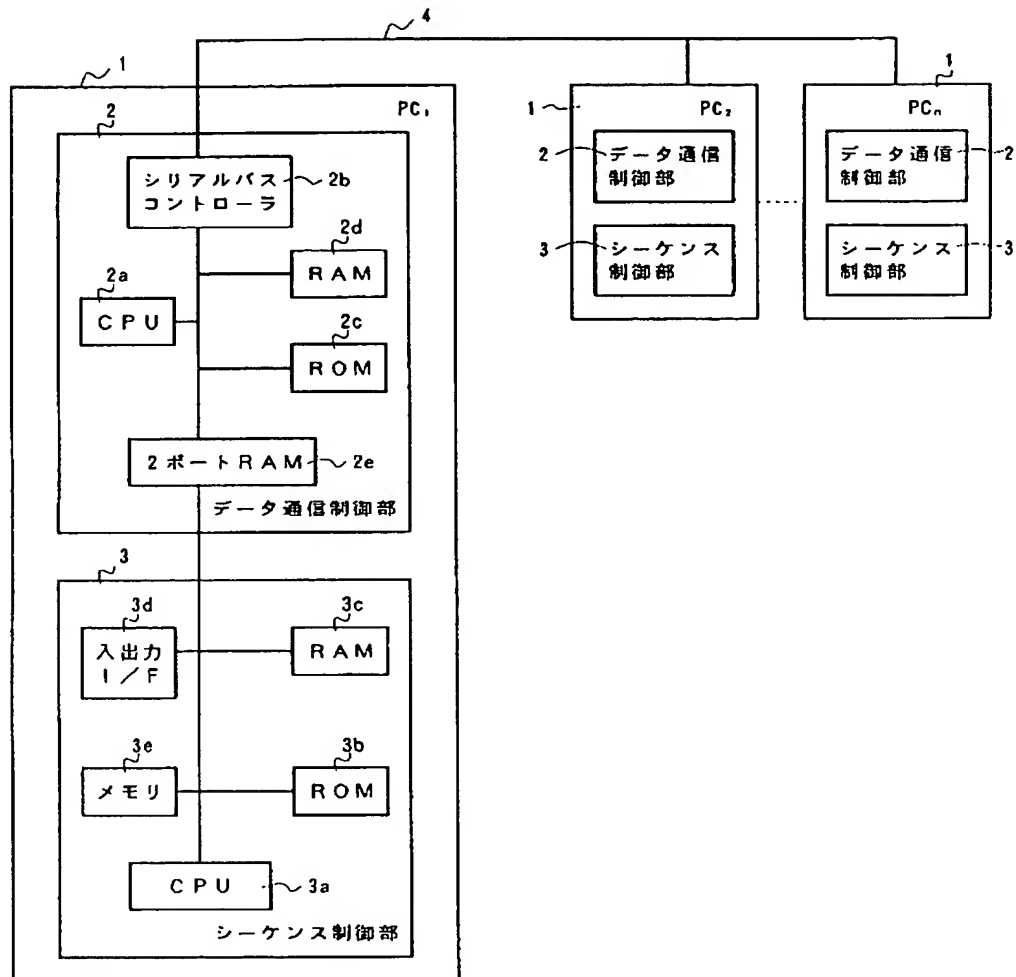 4
1
PC₁
2
シリアルバス
コントローラ
2b
2d
RAM
2a
CPU
2c
ROM
2ポートRAM
2e
データ通信制御部
3
3d
入出力
I/F
3c
RAM
3e
メモリ
3b
ROM
CPU
3a
シーケンス制御部
1
PC₂
2
データ通信
制御部
3
シーケンス
制御部
1
PCₙ
データ通信
制御部
2
シーケンス
制御部
3